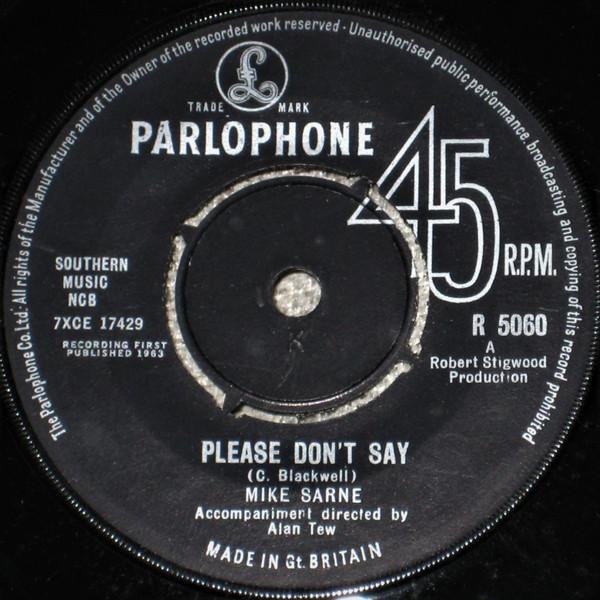 The Parlophone Co. Ltd. All rights of the Manufacturer and of the Owner of the recorded work reserved · Unauthorised public performance, broadcasting and copying of this record prohibited
£
TRADE MARK
PARLOPHONE
45
R.P.M.
SOUTHERN
MUSIC
NCB
7XCE 17429
RECORDING FIRST
PUBLISHED 1963
R 5060
A
Robert Stigwood
Production
PLEASE DON'T SAY
(C. Blackwell)
MIKE SARNE
Accompaniment directed by
Alan Tew
MADE IN Gt. BRITAIN